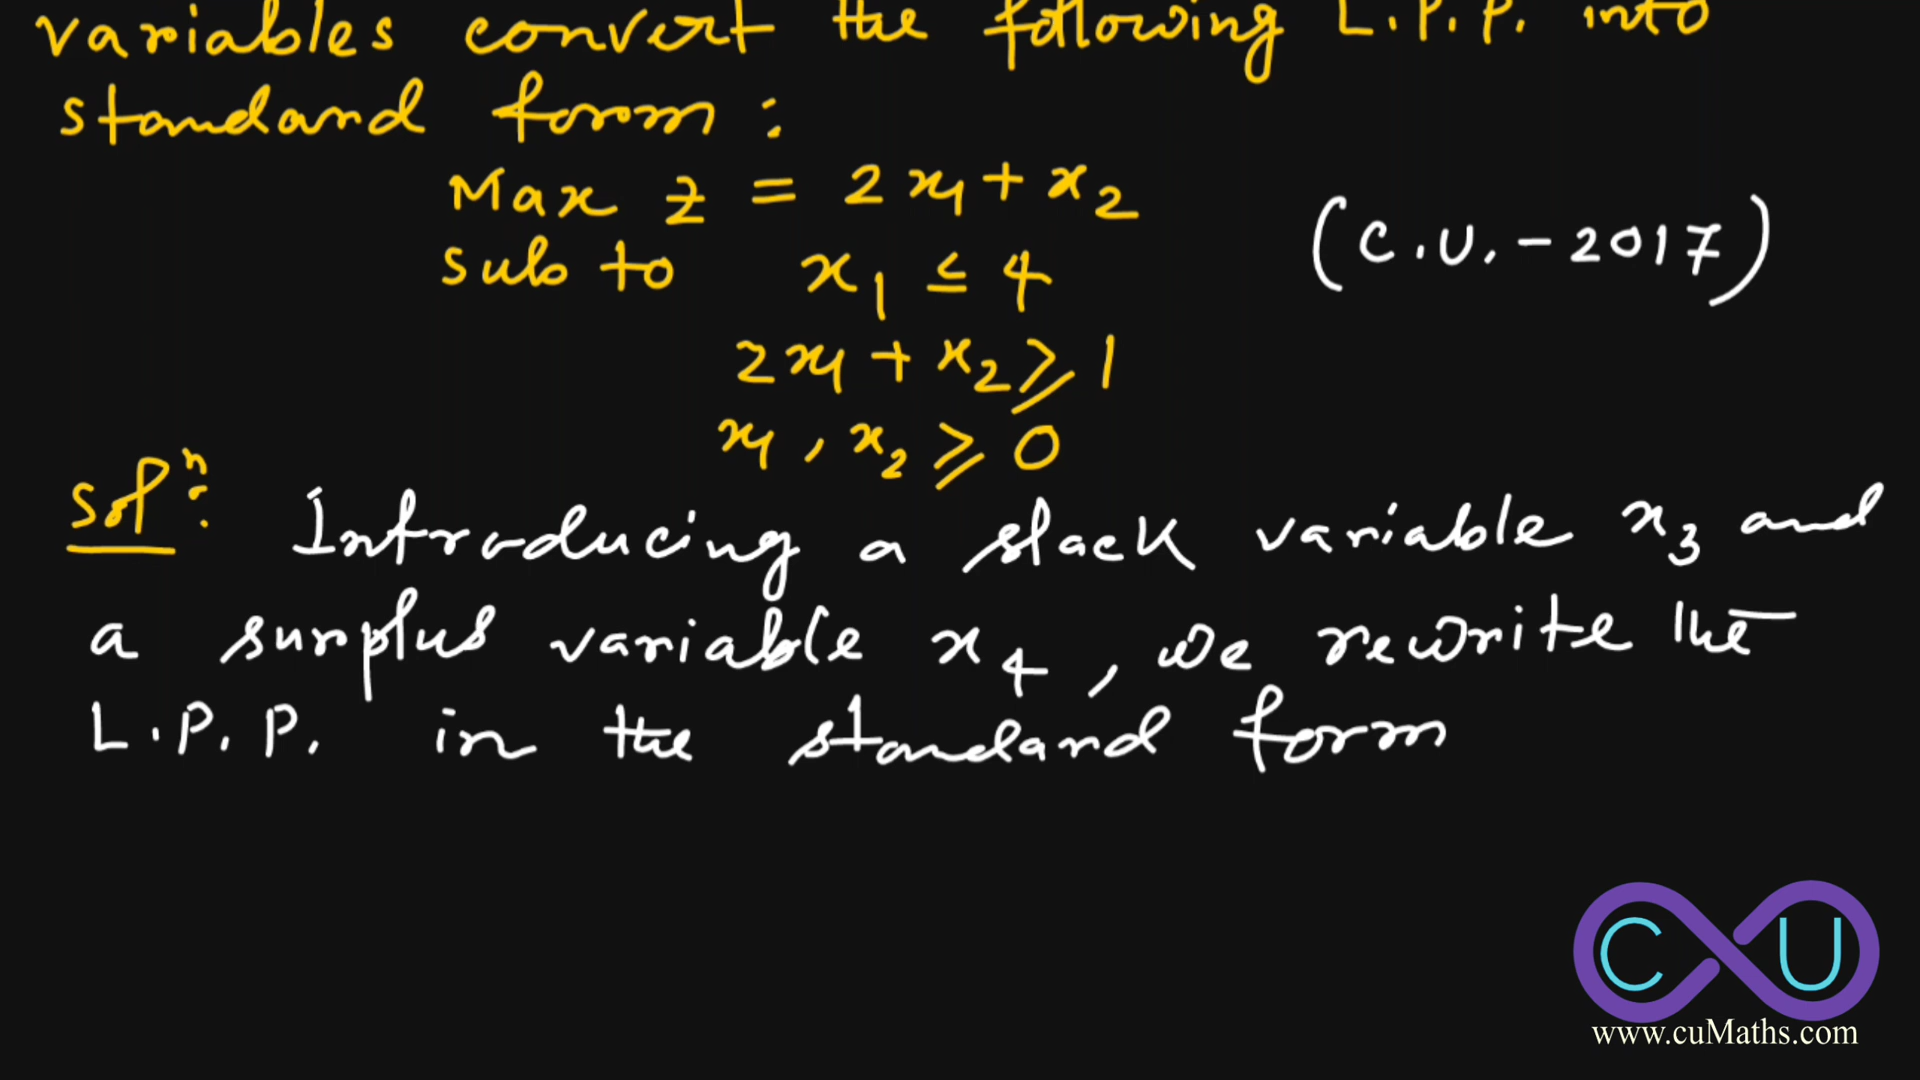 variables convert the following L.P.P. into
standard form :
Max z = 2x₁ + x₂
sub to x₁ ≤ 4
(C.U. - 2017)
2x₁ + x₂ ≥ 1
x₁, x₂ ≥ 0
Solⁿ: Introducing a slack variable x₃ and
a surplus variable x₄, we rewrite the
L.P.P. in the standard form
CU
www.cuMaths.com